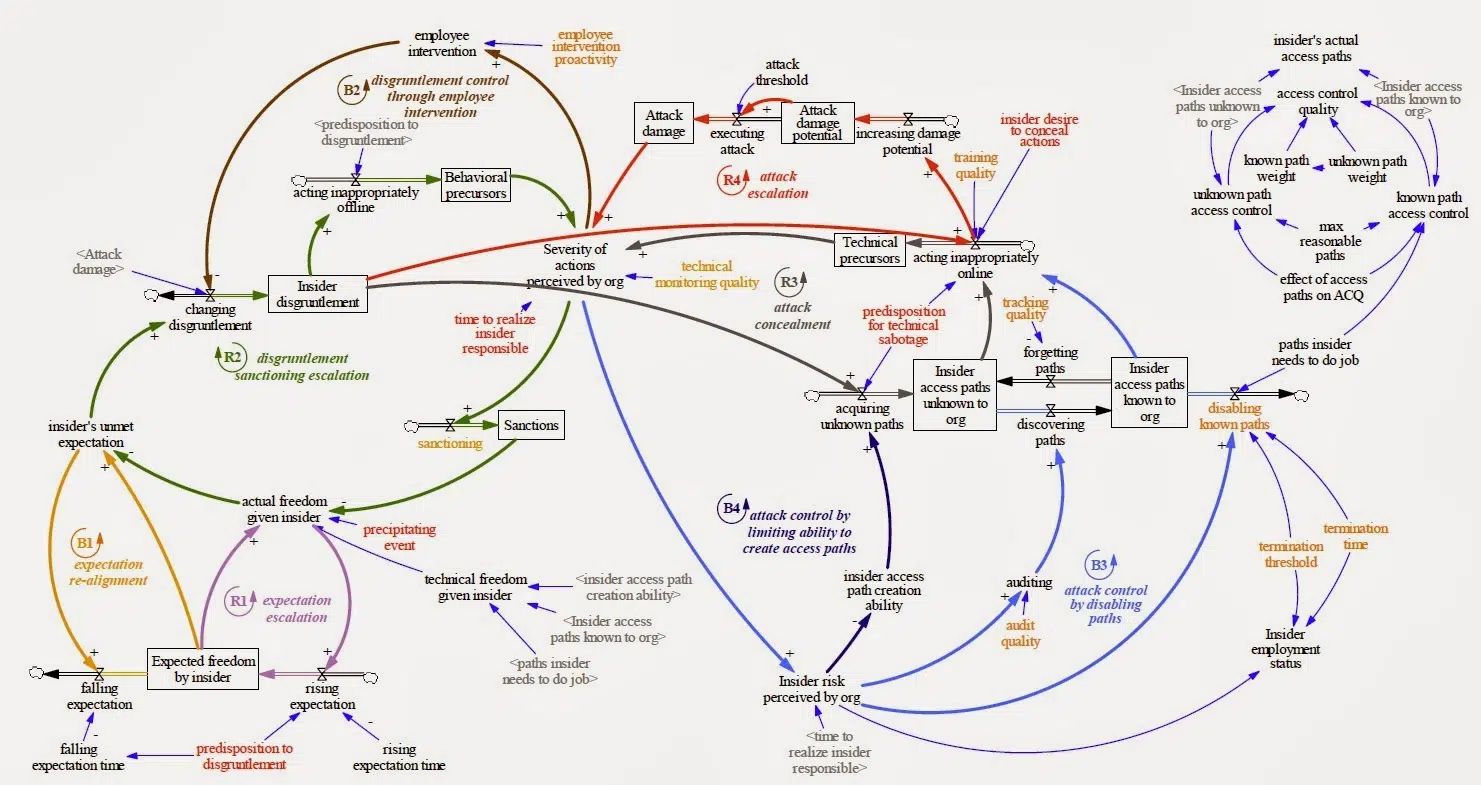 employee
intervention
employee
intervention
proactivity
+
B2
disgruntlement control
through employee
intervention
<predisposition to
disgruntlement>
acting inappropriately
offline
+
Behavioral
precursors
+
attack
threshold
Attack
damage
executing
attack
+
Attack
damage
potential
increasing damage
potential
+
R4
attack
escalation
+
training
quality
insider desire
to conceal
actions
insider's actual
access paths
<Insider access
paths unknown
to org>
access control
quality
<Insider access
paths known to
org>
known path
weight
unknown path
weight
unknown path
access control
known path
access control
max
reasonable
paths
effect of access
paths on ACQ
paths insider
needs to do job
<Attack
damage>
-
changing
disgruntlement
+
Insider
disgruntlement
Severity of
actions
perceived by org
+
technical
monitoring quality
Technical
precursors
+
acting inappropriately
online
+
+
R3
attack
concealment
time to realize
insider
responsible
predisposition
for technical
sabotage
tracking
quality
-
forgetting
paths
R2
disgruntlement
sanctioning escalation
+
acquiring
unknown paths
+
Insider
access paths
unknown to
org
discovering
paths
+
Insider
access paths
known to
org
disabling
known paths
+
insider's unmet
expectation
+
-
+
sanctioning
Sanctions
actual freedom
given insider
-
+
precipitating
event
B1
expectation
re-alignment
R1
expectation
escalation
technical freedom
given insider
<insider access path
creation ability>
<Insider access
paths known to org>
<paths insider
needs to do job>
B4
attack control by
limiting ability to
create access paths
insider access
path creation
ability
-
auditing
+
audit
quality
B3
attack control
by disabling
paths
termination
threshold
termination
time
Insider
employment
status
+
falling
expectation
Expected freedom
by insider
+
rising
expectation
-
falling
expectation time
predisposition to
disgruntlement
-
rising
expectation time
+
Insider risk
perceived by org
<time to
realize insider
responsible>